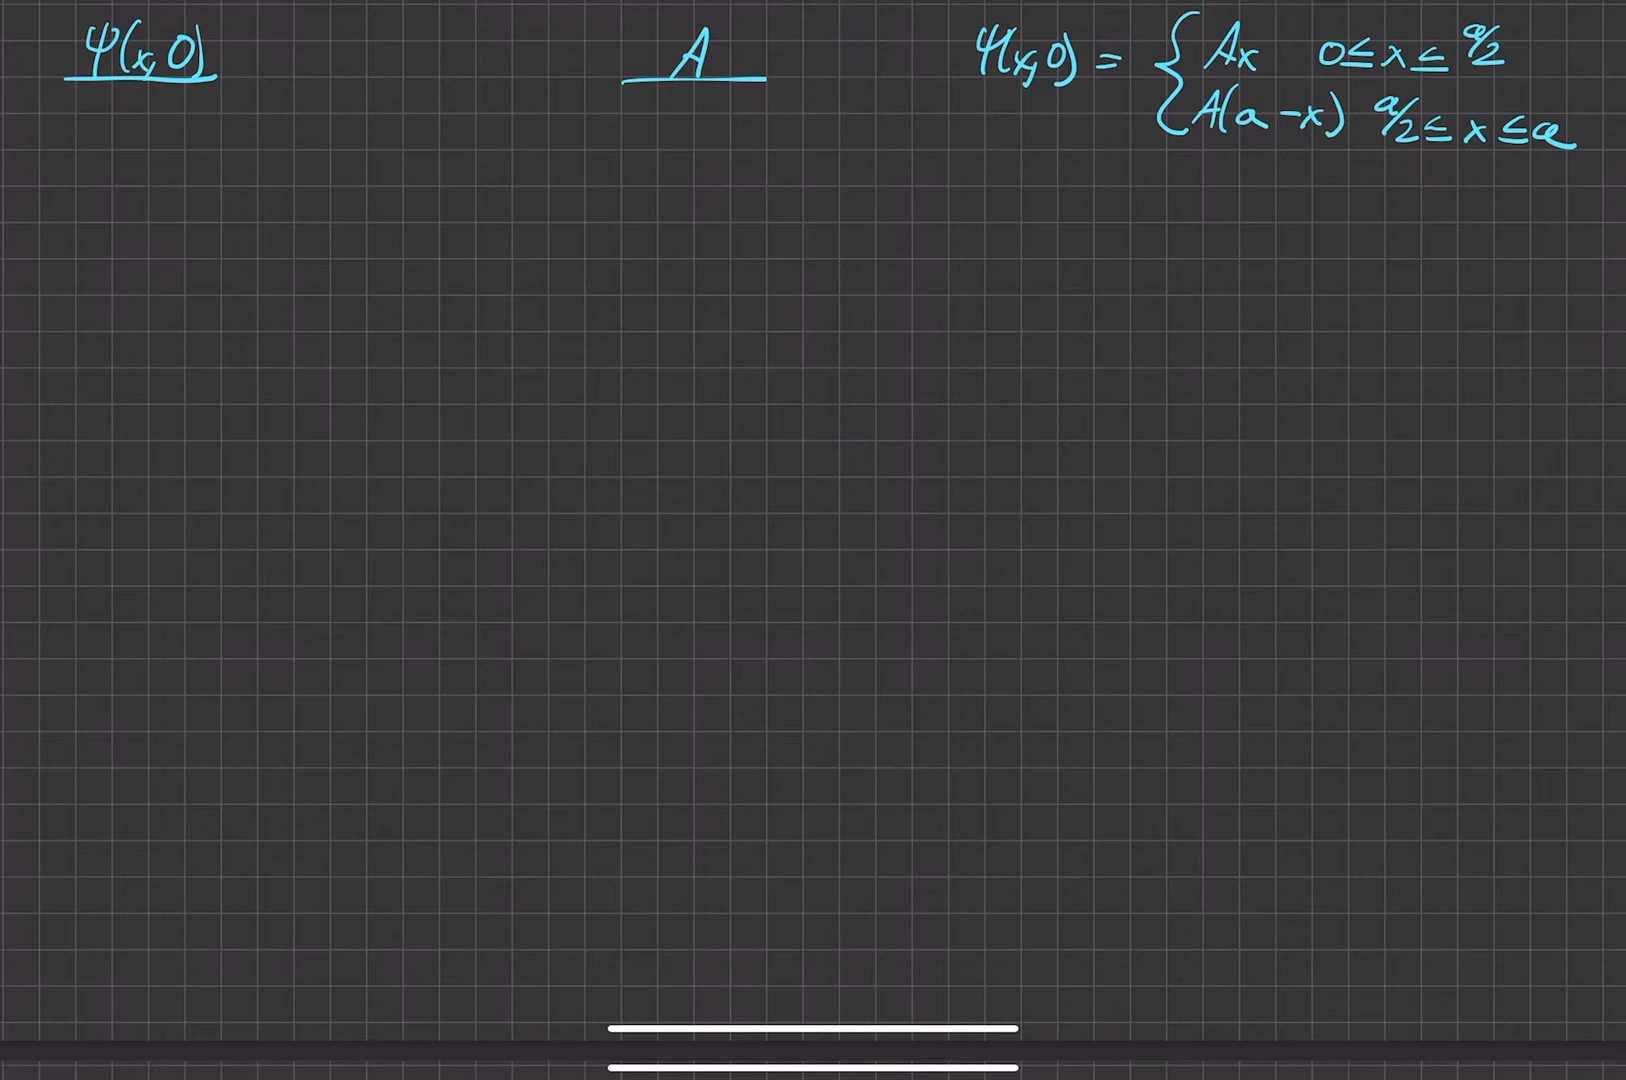 Ψ(x,0)
A
Ψ(x,0) = { Ax 0≤x≤a/2
A(a-x) a/2≤x≤a